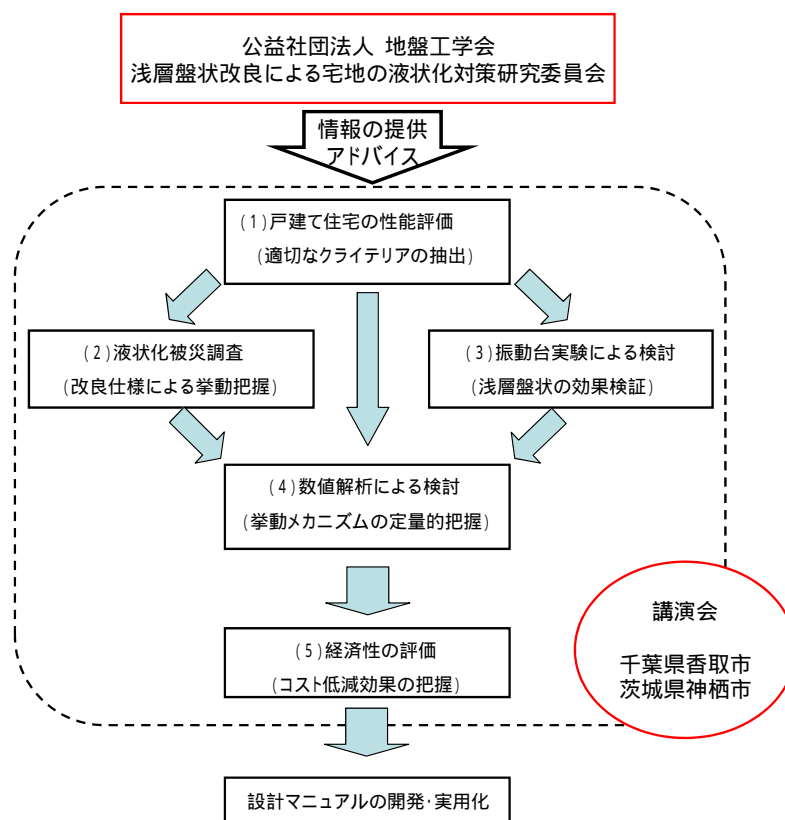 公益社団法人 地盤工学会
浅層盤状改良による宅地の液状化対策研究委員会
情報の提供
アドバイス
(1)戸建て住宅の性能評価
(適切なクライテリアの抽出)
(2)液状化被災調査
(改良仕様による挙動把握)
(3)振動台実験による検討
(浅層盤状の効果検証)
(4)数値解析による検討
(挙動メカニズムの定量的把握)
(5)経済性の評価
(コスト低減効果の把握)
講演会
千葉県香取市
茨城県神栖市
設計マニュアルの開発・実用化